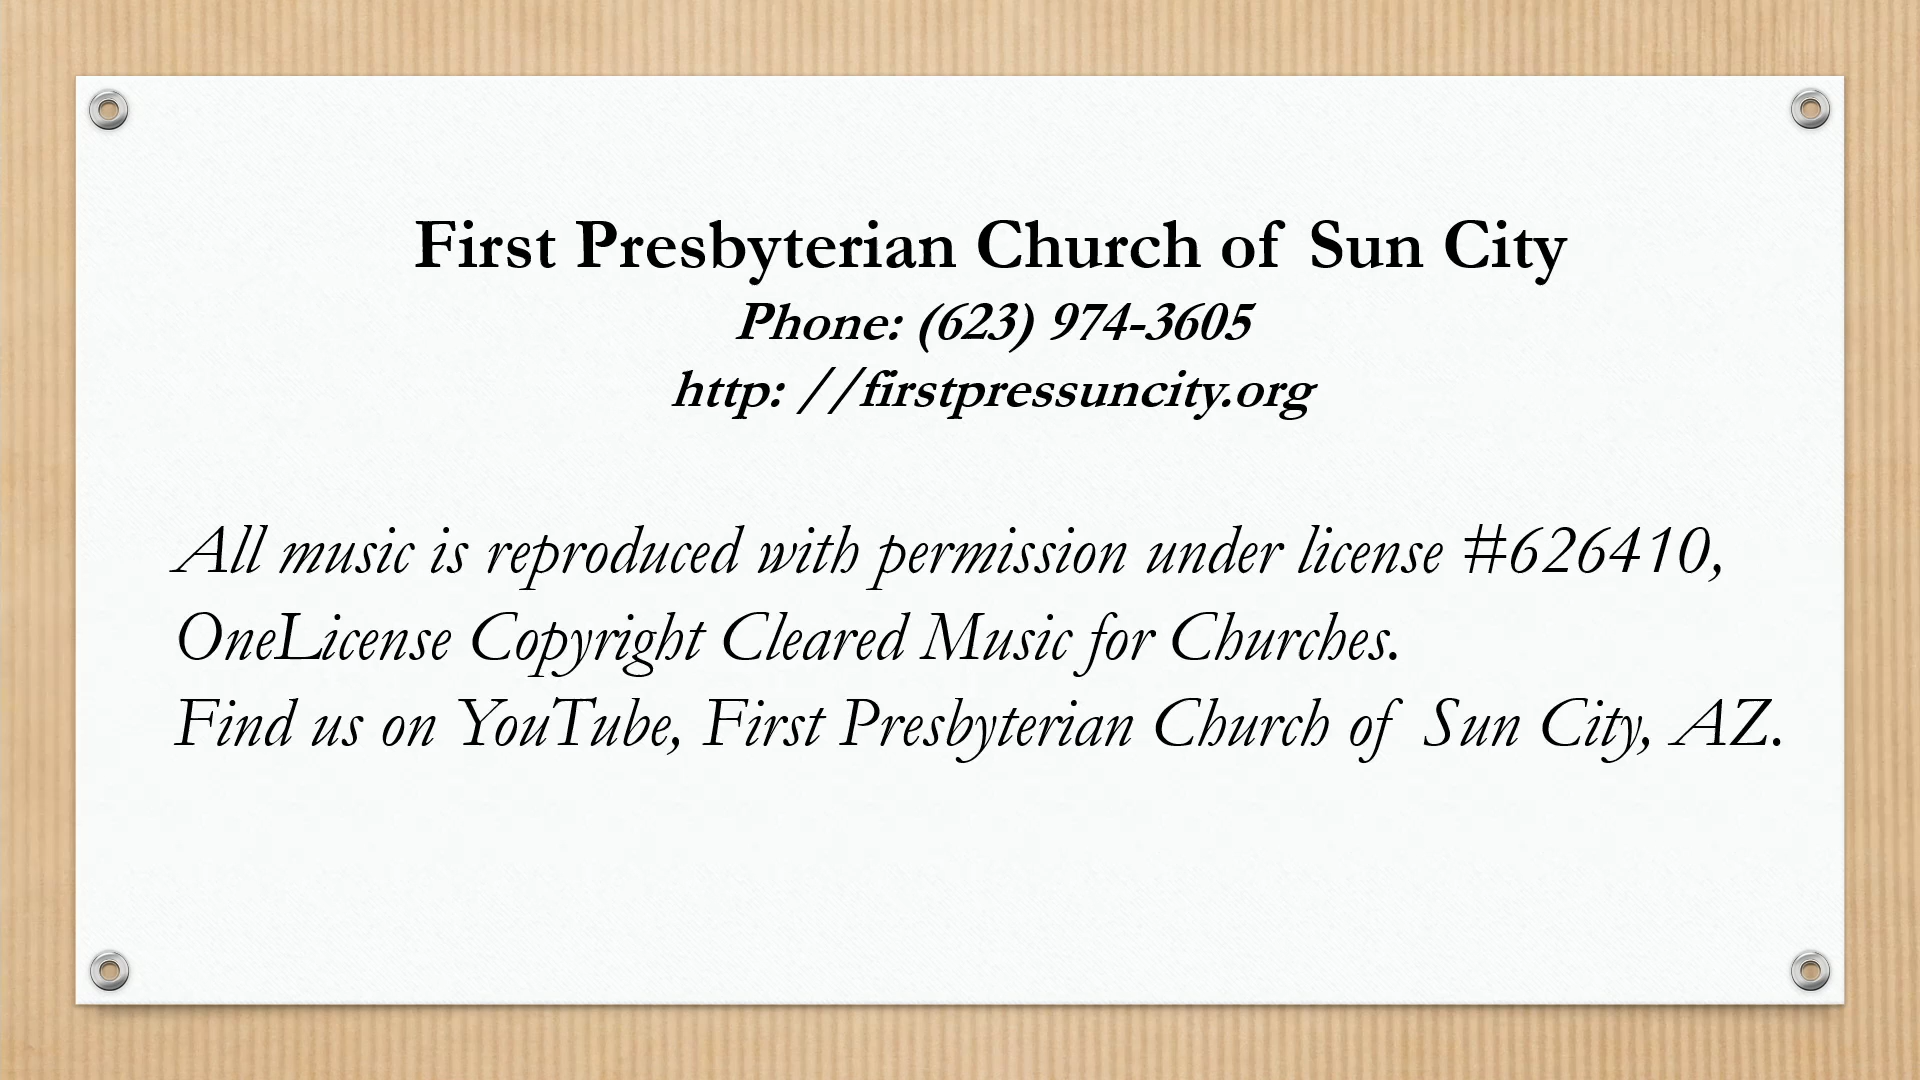 First Presbyterian Church of Sun City
Phone: (623) 974-3605
http: //firstpressuncity.org
All music is reproduced with permission under license #626410,
OneLicense Copyright Cleared Music for Churches.
Find us on YouTube, First Presbyterian Church of Sun City, AZ.